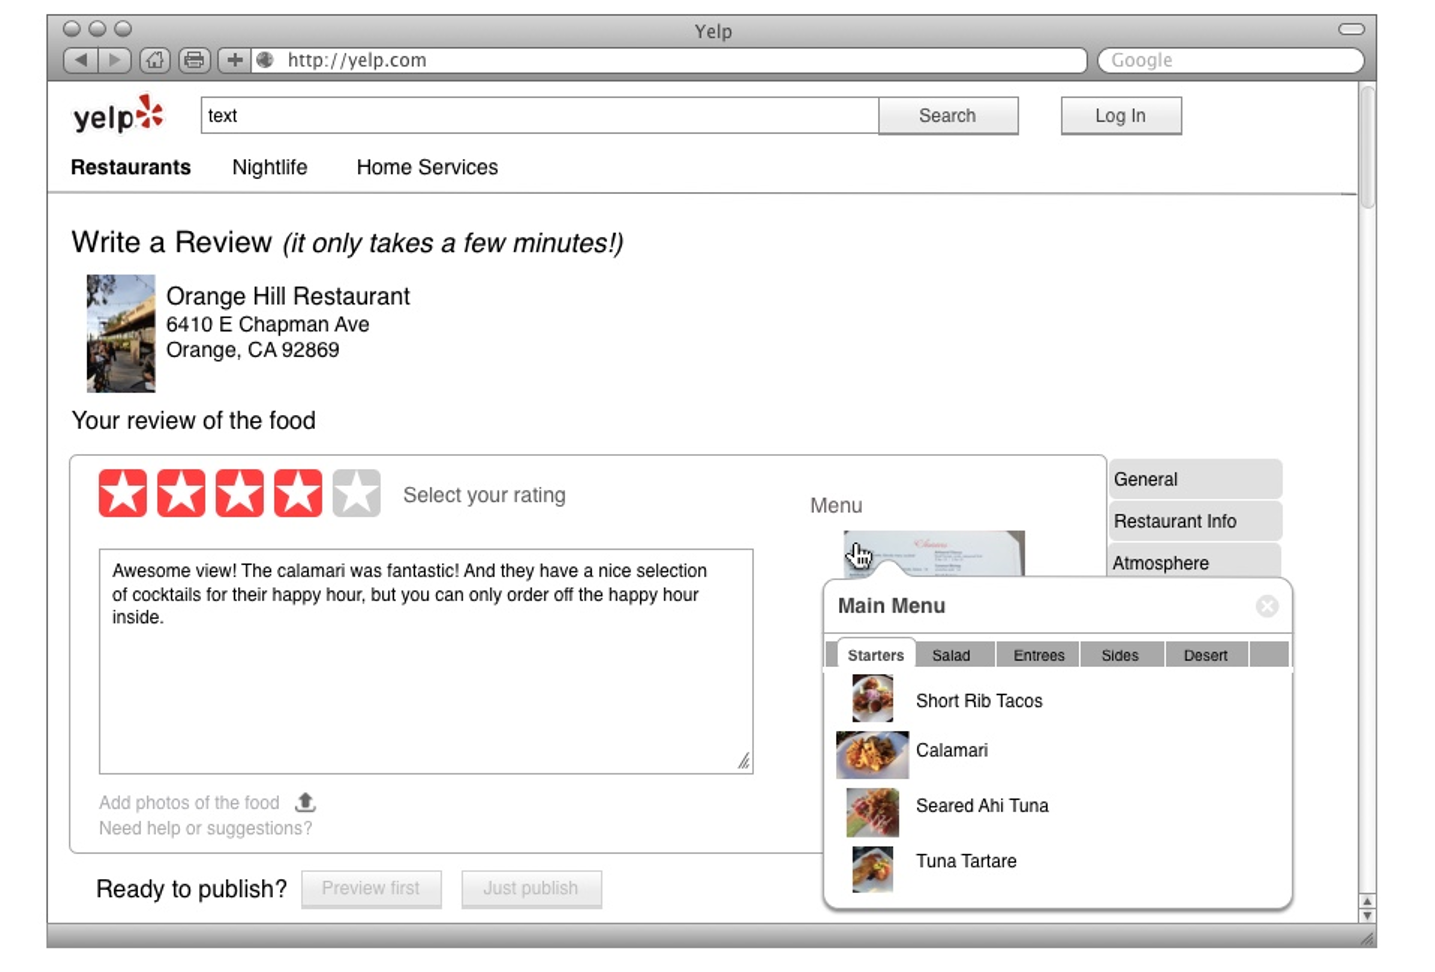 Yelp
http://yelp.com
Google
yelp
text
Search
Log In
Restaurants
Nightlife
Home Services
Write a Review (it only takes a few minutes!)
Orange Hill Restaurant
6410 E Chapman Ave
Orange, CA 92869
Your review of the food
Select your rating
Awesome view! The calamari was fantastic! And they have a nice selection
of cocktails for their happy hour, but you can only order off the happy hour
inside.
Add photos of the food
Need help or suggestions?
Menu
General
Restaurant Info
Atmosphere
Main Menu
Starters
Salad
Entrees
Sides
Desert
Short Rib Tacos
Calamari
Seared Ahi Tuna
Tuna Tartare
Ready to publish?
Preview first
Just publish